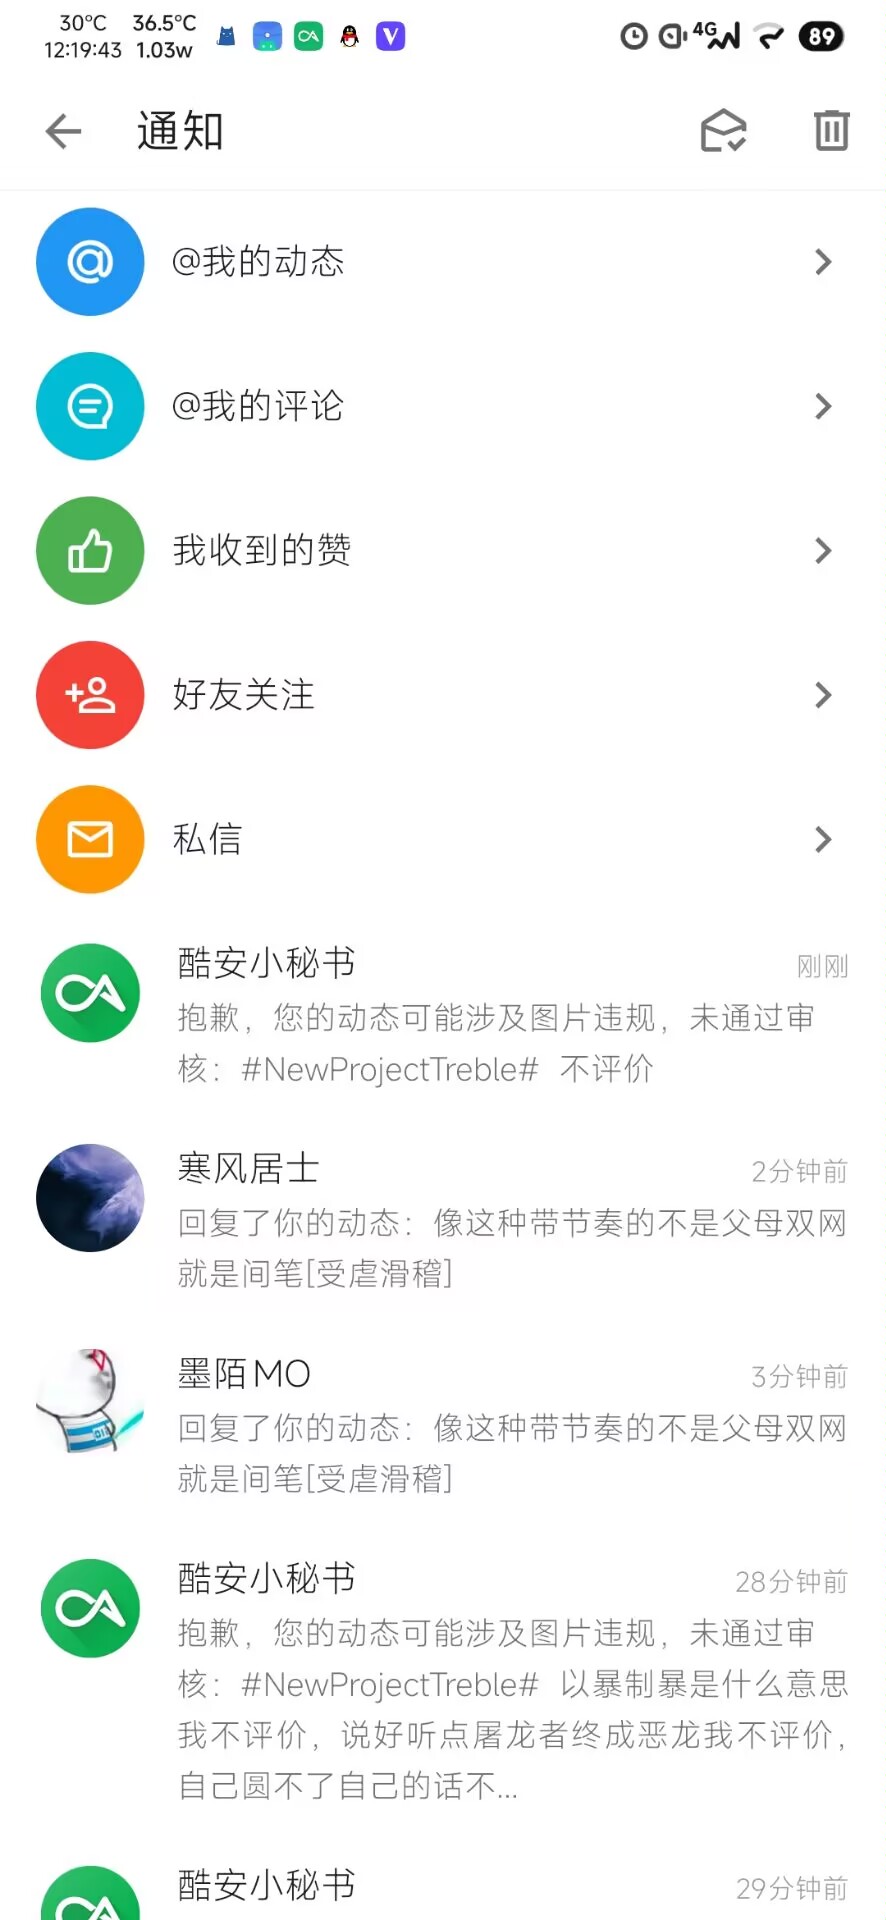 30°C 36.5°C
12:19:43 1.03w
4G
89
通知
@我的动态
@我的评论
我收到的赞
好友关注
私信
酷安小秘书
刚刚
抱歉，您的动态可能涉及图片违规，未通过审
核：#NewProjectTreble# 不评价
寒风居士
2分钟前
回复了你的动态：像这种带节奏的不是父母双网
就是间笔[受虐滑稽]
墨陌MO
3分钟前
回复了你的动态：像这种带节奏的不是父母双网
就是间笔[受虐滑稽]
酷安小秘书
28分钟前
抱歉，您的动态可能涉及图片违规，未通过审
核：#NewProjectTreble# 以暴制暴是什么意思
我不评价，说好听点屠龙者终成恶龙我不评价，
自己圆不了自己的话不...
酷安小秘书
29分钟前